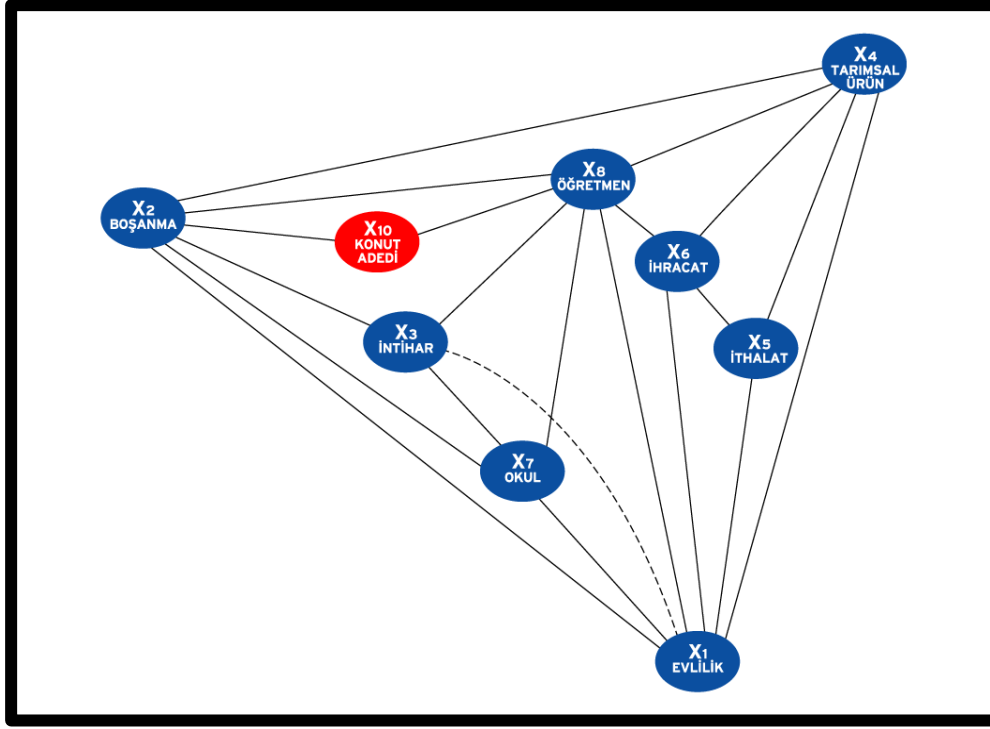 X4
TARIMSAL
ÜRÜN
X8
ÖĞRETMEN
X2
BOŞANMA
X10
KONUT
ADEDİ
X6
İHRACAT
X3
İNTİHAR
X5
İTHALAT
X7
OKUL
X1
EVLİLİK